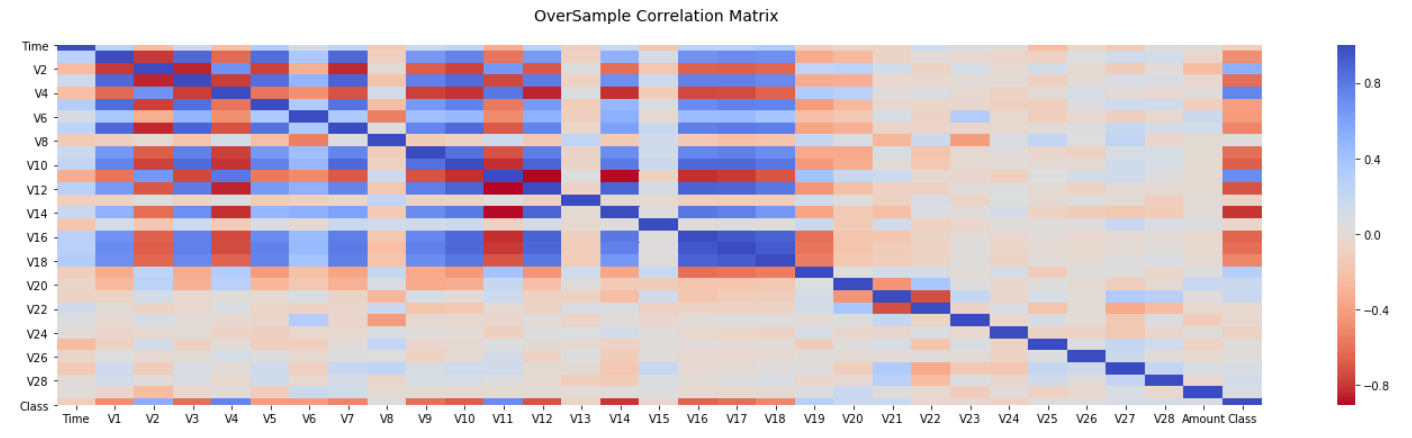 OverSample Correlation Matrix
Time
V2
V4
V6
V8
V10
V12
V14
V16
V18
V20
V22
V24
V26
V28
Class
Time V1 V2 V3 V4 V5 V6 V7 V8 V9 V10 V11 V12 V13 V14 V15 V16 V17 V18 V19 V20 V21 V22 V23 V24 V25 V26 V27 V28 Amount Class
0.8
0.4
0.0
−0.4
−0.8